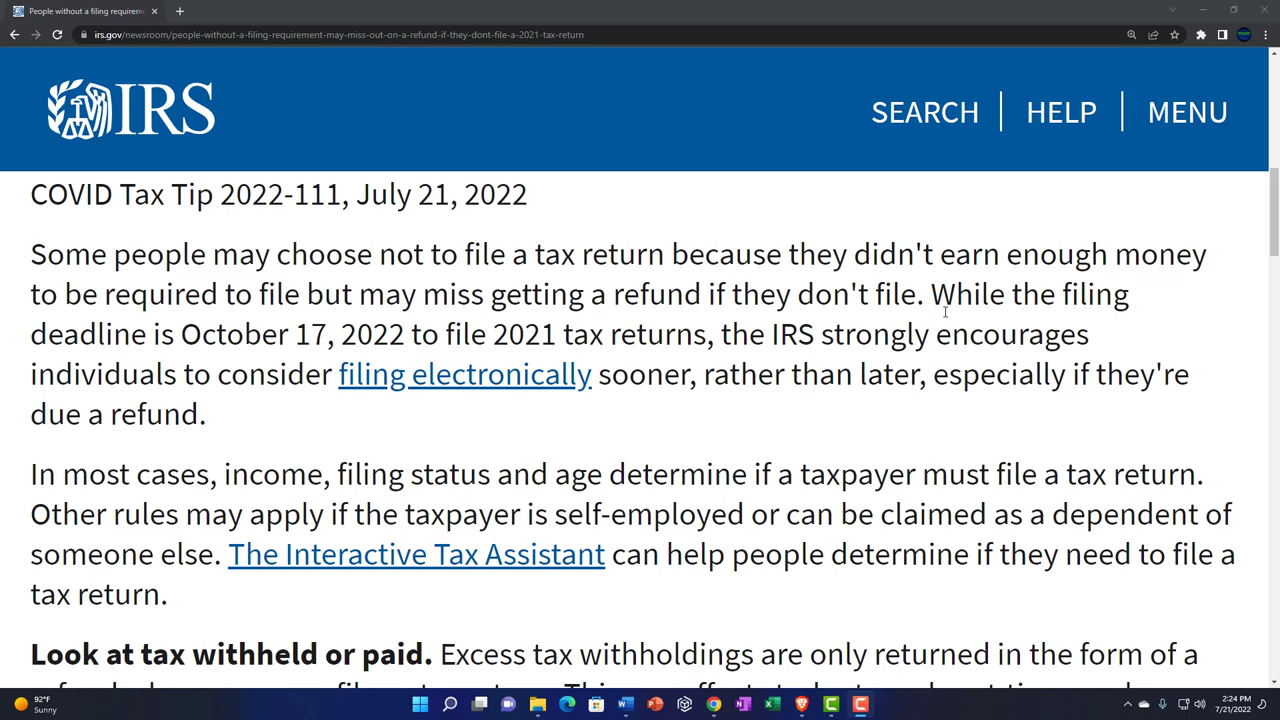 People without a filing requirem
irs.gov/newsroom/people-without-a-filing-requirement-may-miss-out-on-a-refund-if-they-dont-file-a-2021-tax-return
IRS
SEARCH HELP MENU
COVID Tax Tip 2022-111, July 21, 2022
Some people may choose not to file a tax return because they didn't earn enough money
to be required to file but may miss getting a refund if they don't file. While the filing
deadline is October 17, 2022 to file 2021 tax returns, the IRS strongly encourages
individuals to consider filing electronically sooner, rather than later, especially if they're
due a refund.
In most cases, income, filing status and age determine if a taxpayer must file a tax return.
Other rules may apply if the taxpayer is self-employed or can be claimed as a dependent of
someone else. The Interactive Tax Assistant can help people determine if they need to file a
tax return.
Look at tax withheld or paid. Excess tax withholdings are only returned in the form of a
92°F
Sunny
2:24 PM
7/21/2022